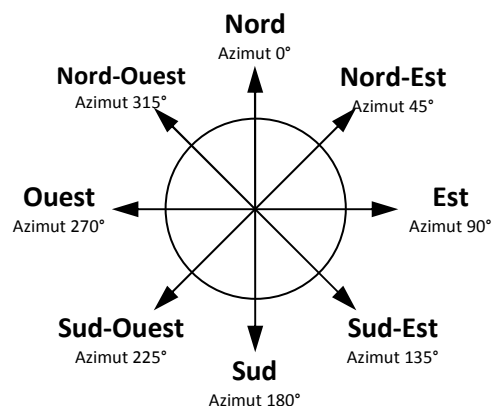 Nord
Azimut 0°
Nord-Ouest
Azimut 315°
Nord-Est
Azimut 45°
Ouest
Azimut 270°
Est
Azimut 90°
Sud-Ouest
Azimut 225°
Sud-Est
Azimut 135°
Sud
Azimut 180°